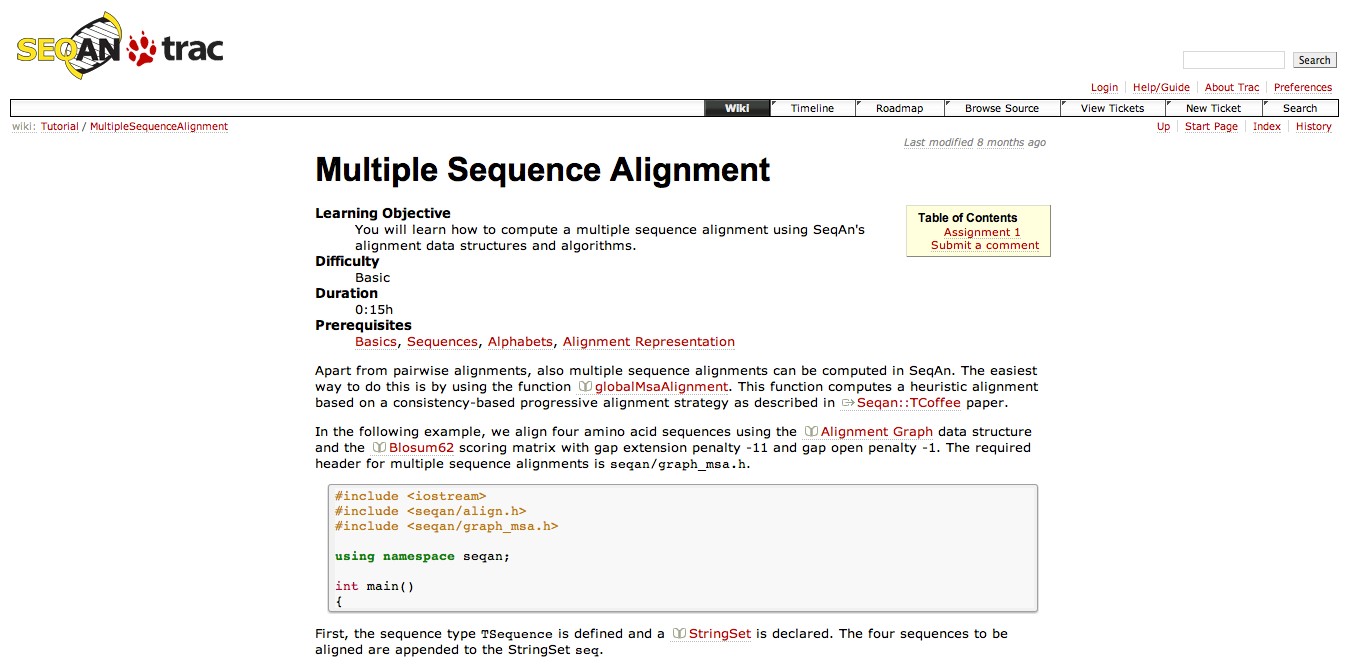 SEQAN trac
Search
Login Help/Guide About Trac Preferences
Wiki Timeline Roadmap Browse Source View Tickets New Ticket Search
wiki: Tutorial / MultipleSequenceAlignment
Up Start Page Index History
Last modified 8 months ago
Multiple Sequence Alignment
Learning Objective
You will learn how to compute a multiple sequence alignment using SeqAn's
alignment data structures and algorithms.
Difficulty
Basic
Duration
0:15h
Prerequisites
Basics, Sequences, Alphabets, Alignment Representation
Table of Contents
Assignment 1
Submit a comment
Apart from pairwise alignments, also multiple sequence alignments can be computed in SeqAn. The easiest
way to do this is by using the function globalMsaAlignment. This function computes a heuristic alignment
based on a consistency-based progressive alignment strategy as described in Seqan::TCoffee paper.
In the following example, we align four amino acid sequences using the Alignment Graph data structure
and the Blosum62 scoring matrix with gap extension penalty -11 and gap open penalty -1. The required
header for multiple sequence alignments is seqan/graph_msa.h.
#include <iostream>
#include <seqan/align.h>
#include <seqan/graph_msa.h>
using namespace seqan;
int main()
{
First, the sequence type TSequence is defined and a StringSet is declared. The four sequences to be
aligned are appended to the StringSet seq.